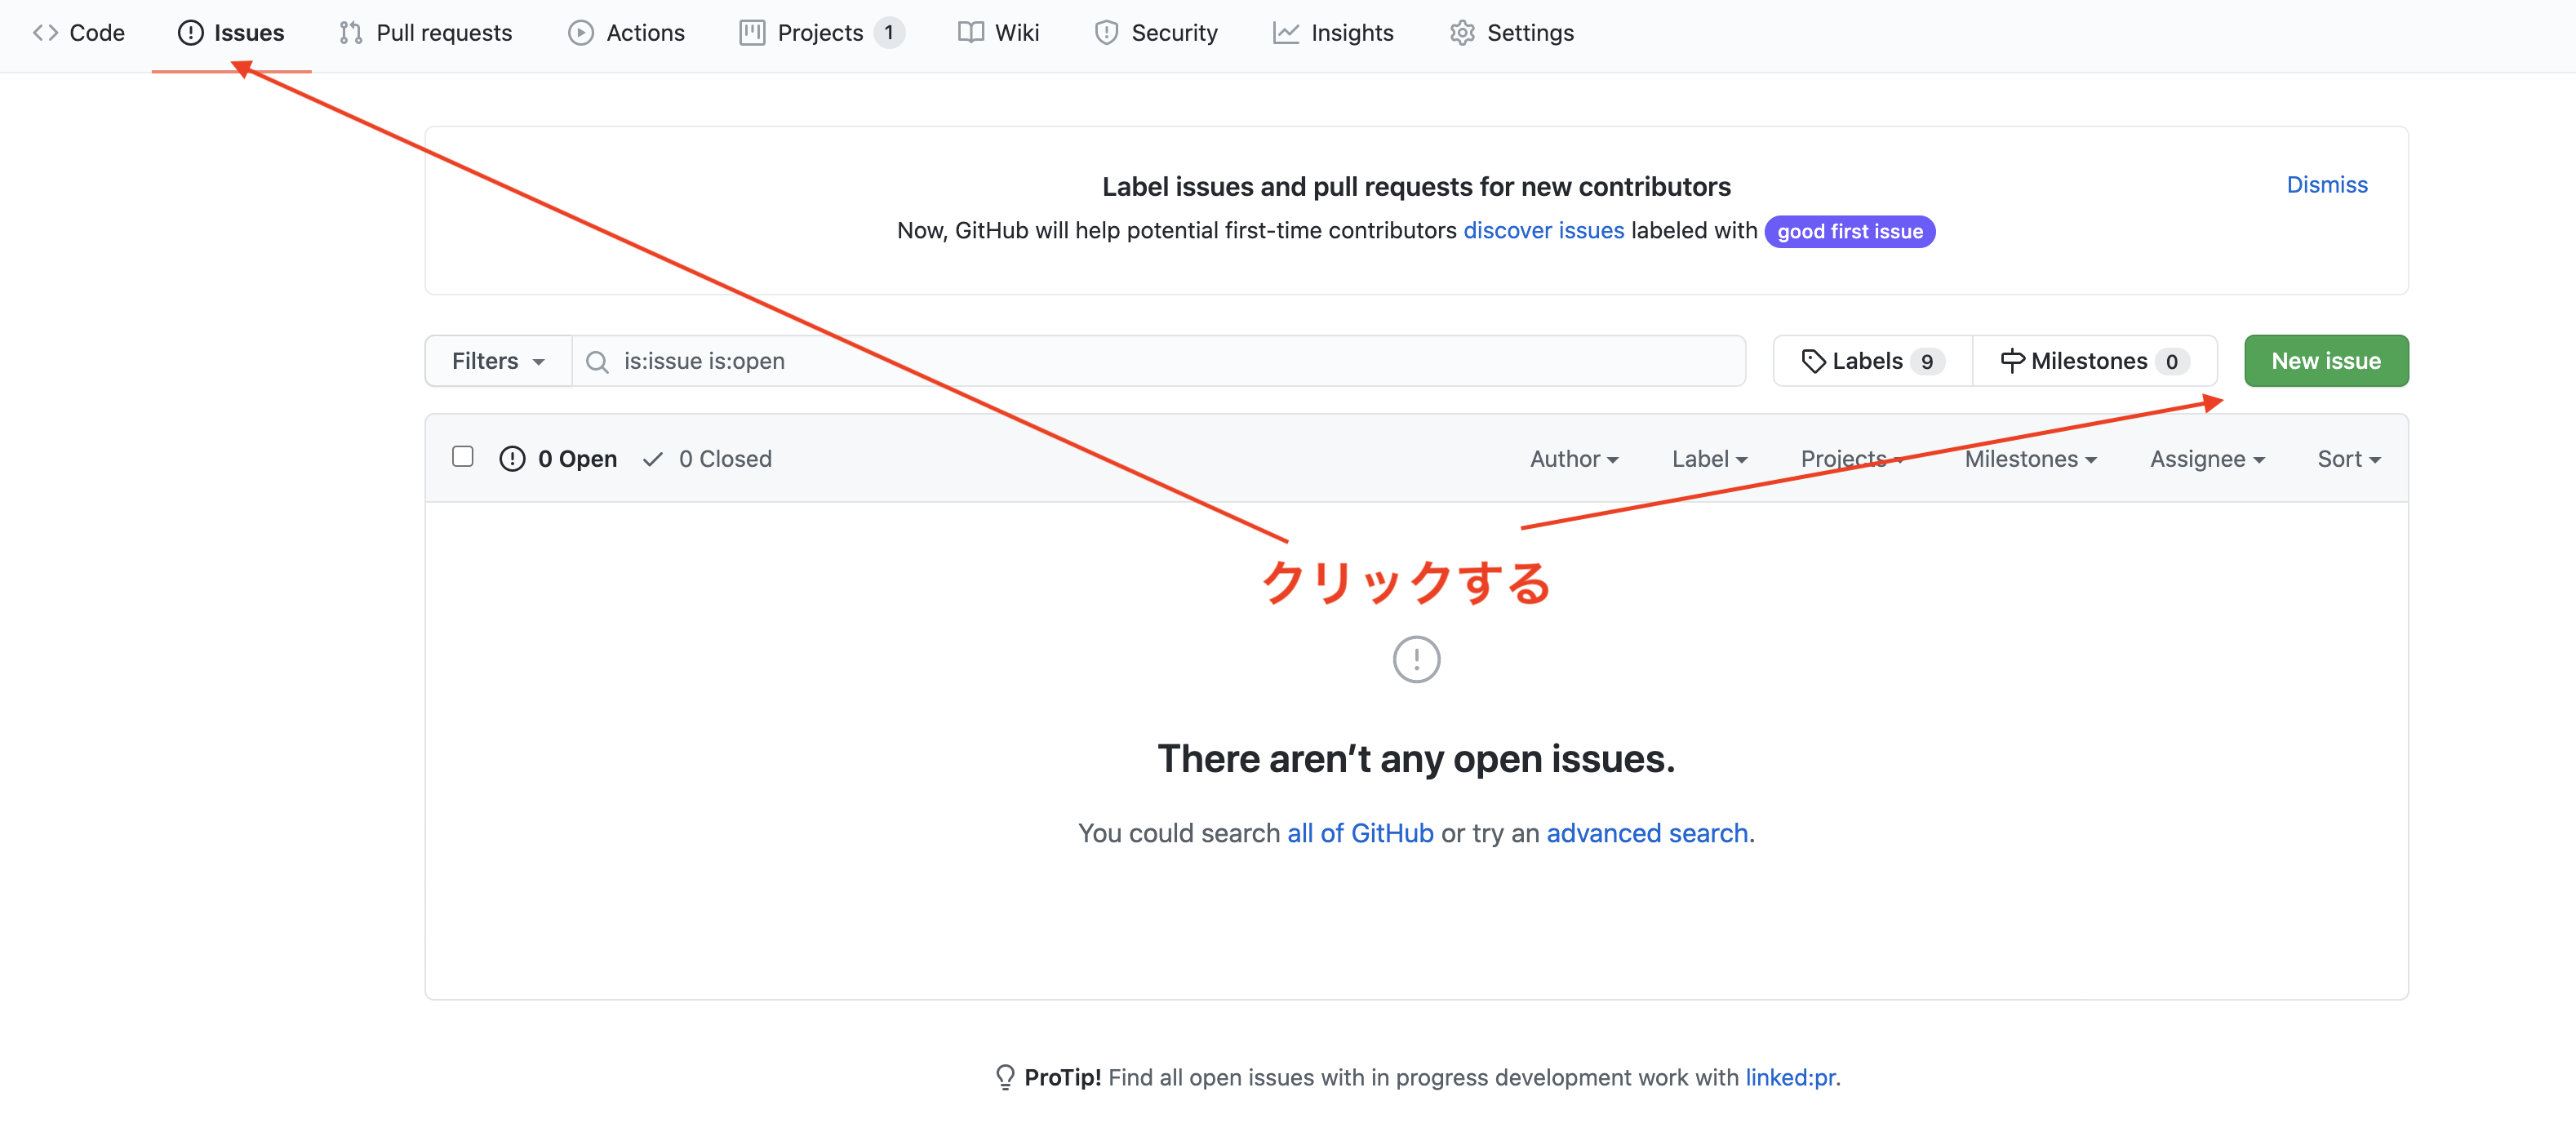 Code Issues Pull requests Actions Projects 1 Wiki Security Insights Settings
Label issues and pull requests for new contributors
Dismiss
Now, GitHub will help potential first-time contributors discover issues labeled with good first issue
Filters is:issue is:open Labels 9 Milestones 0 New issue
0 Open 0 Closed Author Label Projects Milestones Assignee Sort
クリックする
There aren’t any open issues.
You could search all of GitHub or try an advanced search.
ProTip! Find all open issues with in progress development work with linked:pr.